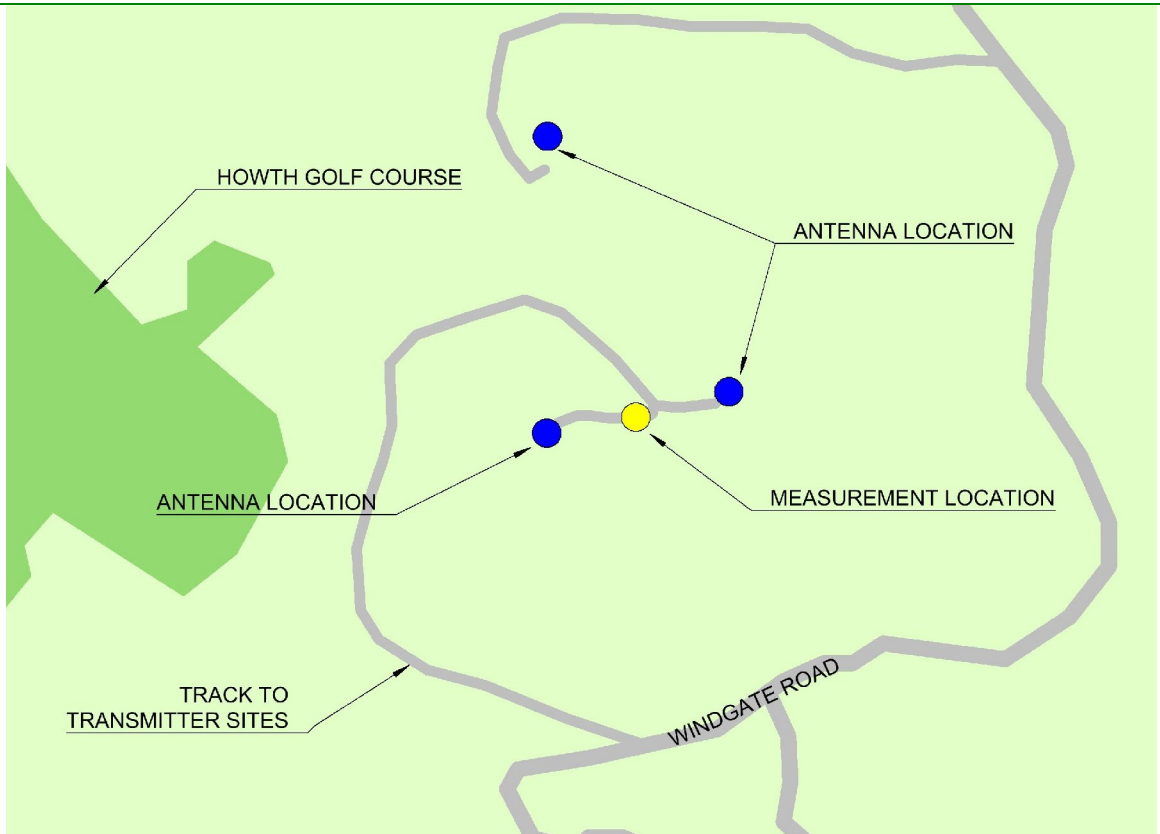 HOWTH GOLF COURSE
ANTENNA LOCATION
ANTENNA LOCATION
MEASUREMENT LOCATION
TRACK TO
TRANSMITTER SITES
WINDGATE ROAD